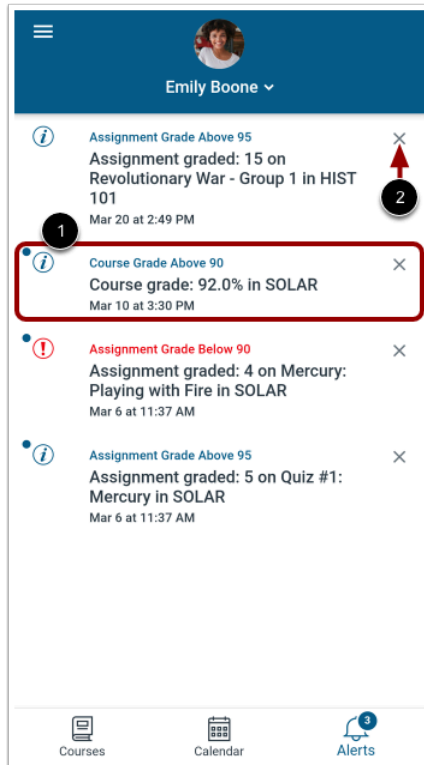 Emily Boone
Assignment Grade Above 95
Assignment graded: 15 on
Revolutionary War - Group 1 in HIST
101
Mar 20 at 2:49 PM
2
1
Course Grade Above 90
Course grade: 92.0% in SOLAR
Mar 10 at 3:30 PM
Assignment Grade Below 90
Assignment graded: 4 on Mercury:
Playing with Fire in SOLAR
Mar 6 at 11:37 AM
Assignment Grade Above 95
Assignment graded: 5 on Quiz #1:
Mercury in SOLAR
Mar 6 at 11:37 AM
3
Courses
Calendar
Alerts